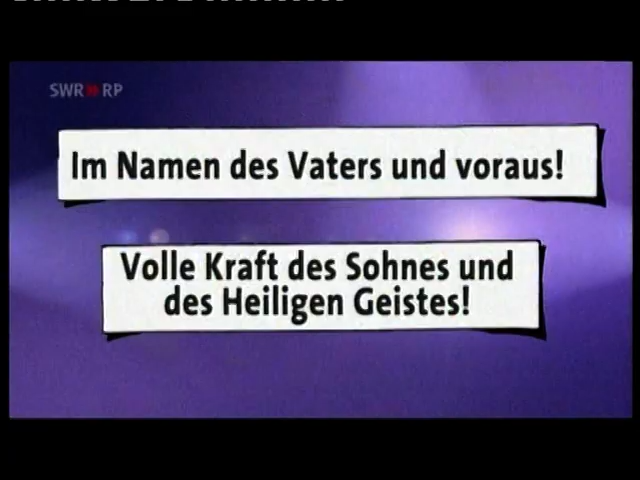 SWR» RP
Im Namen des Vaters und voraus!
Volle Kraft des Sohnes und
des Heiligen Geistes!